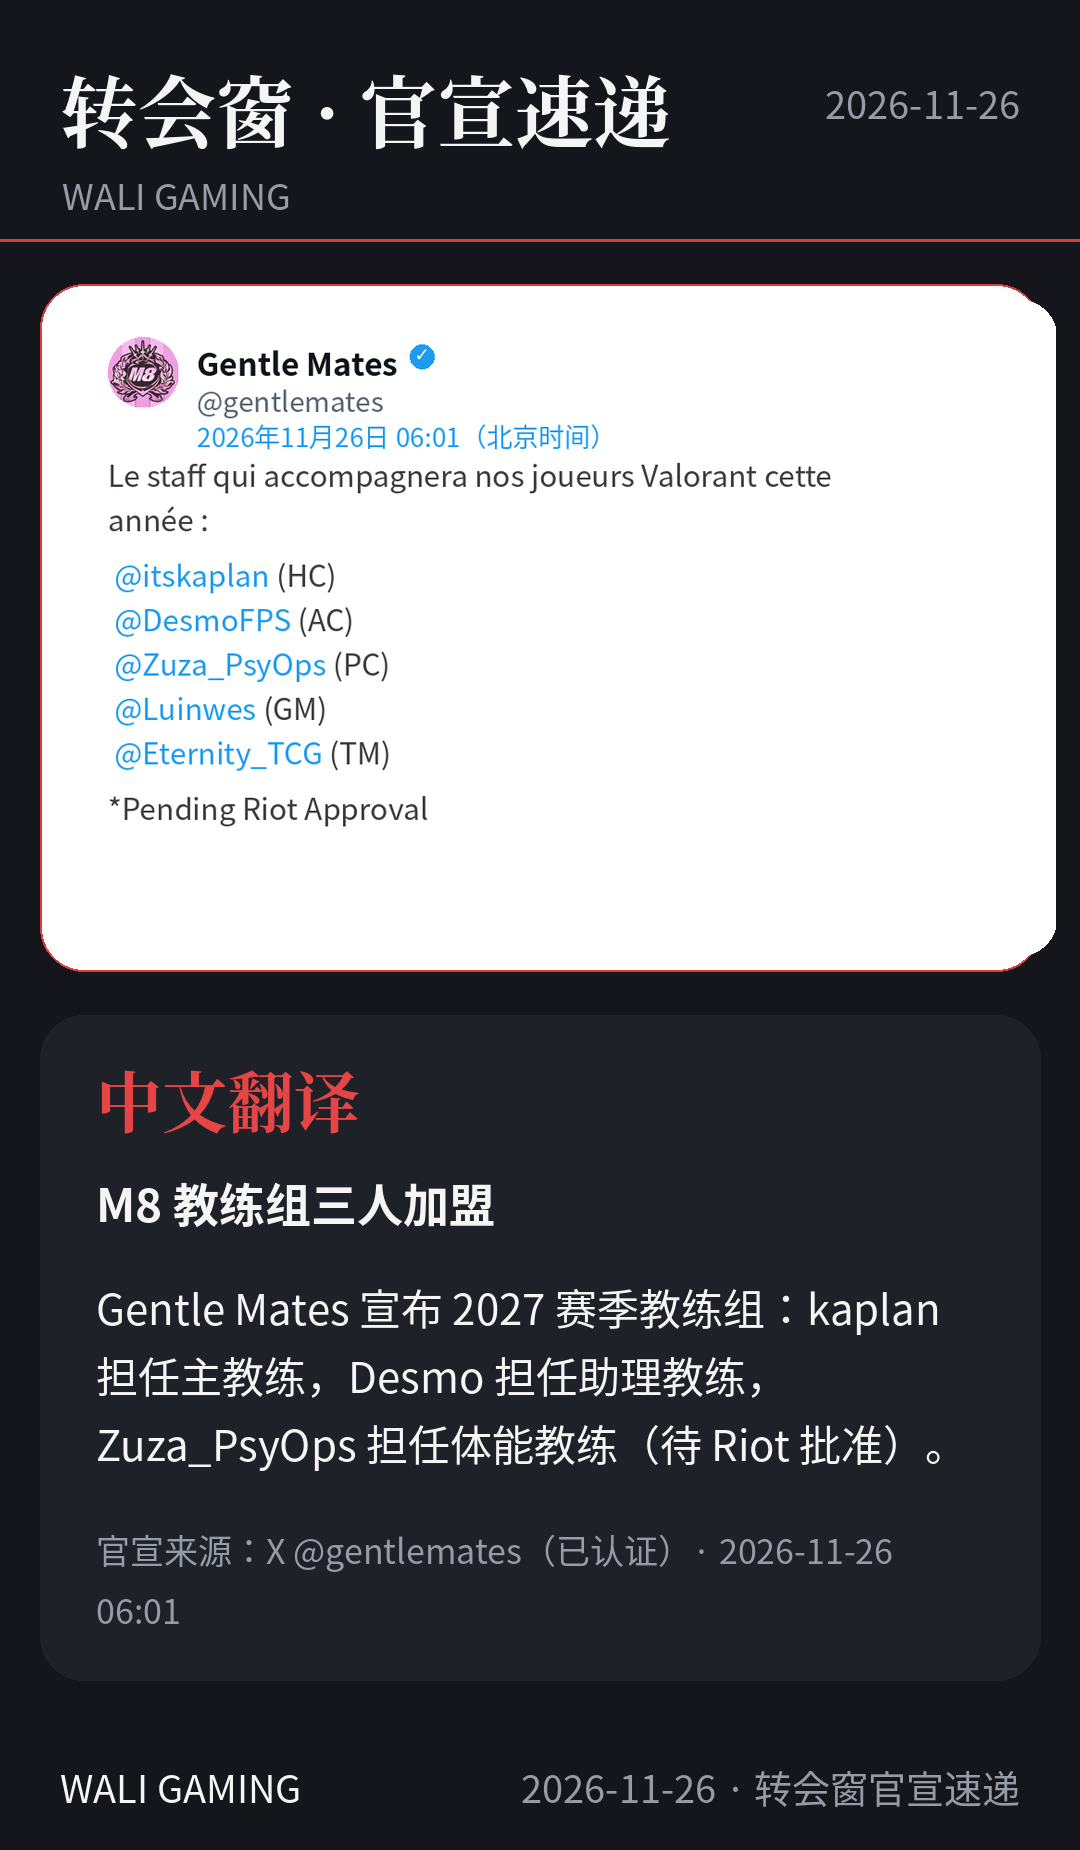 转会窗 · 官宣速递
2026-11-26
WALI GAMING
M8
Gentle Mates
@gentlemates
2026年11月26日 06:01（北京时间）
Le staff qui accompagnera nos joueurs Valorant cette
année :
@itskaplan (HC)
@DesmoFPS (AC)
@Zuza_PsyOps (PC)
@Luinwes (GM)
@Eternity_TCG (TM)
*Pending Riot Approval
中文翻译
M8 教练组三人加盟
Gentle Mates 宣布 2027 赛季教练组：kaplan
担任主教练，Desmo 担任助理教练，
Zuza_PsyOps 担任体能教练（待 Riot 批准）。
官宣来源：X @gentlemates（已认证）· 2026-11-26
06:01
WALI GAMING
2026-11-26 · 转会窗官宣速递